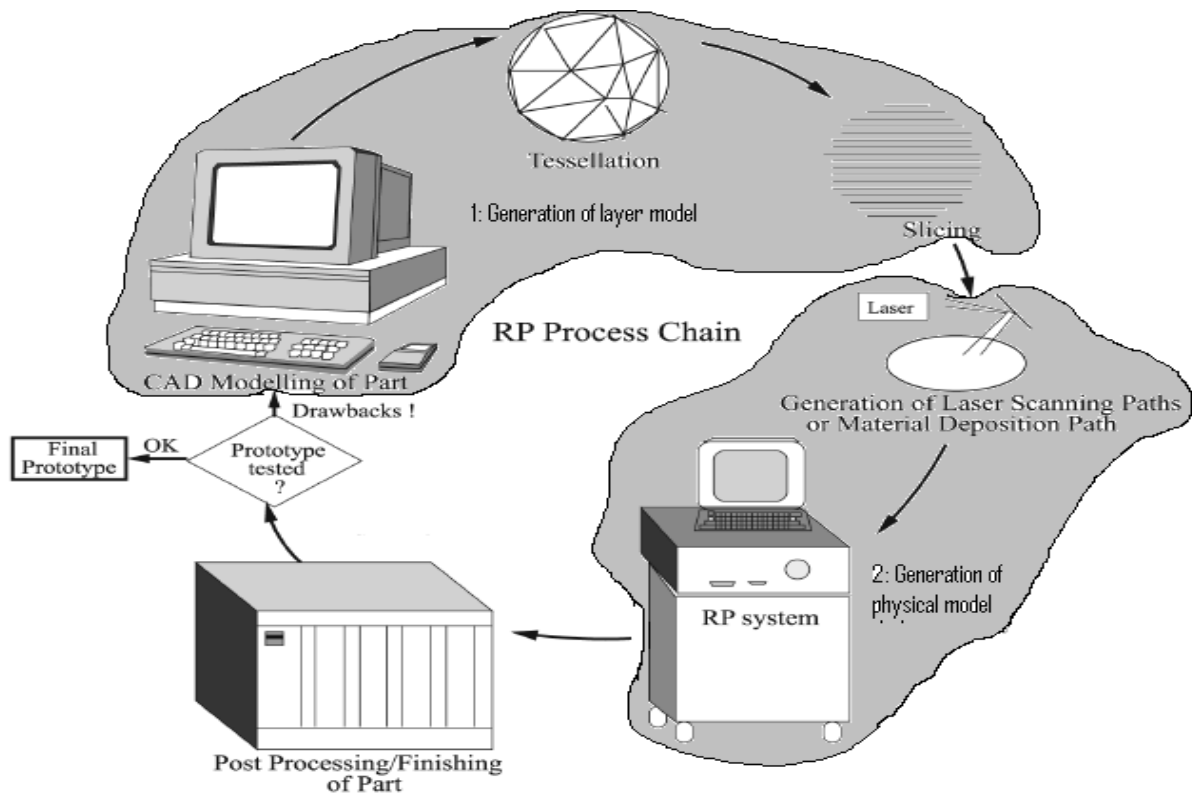 Tessellation
1: Generation of layer model
Slicing
Laser
RP Process Chain
CAD Modelling of Part
Generation of Laser Scanning Paths
or Material Deposition Path
Drawbacks !
Final
Prototype
OK
Prototype
tested
?
2: Generation of
physical model
RP system
Post Processing/Finishing
of Part